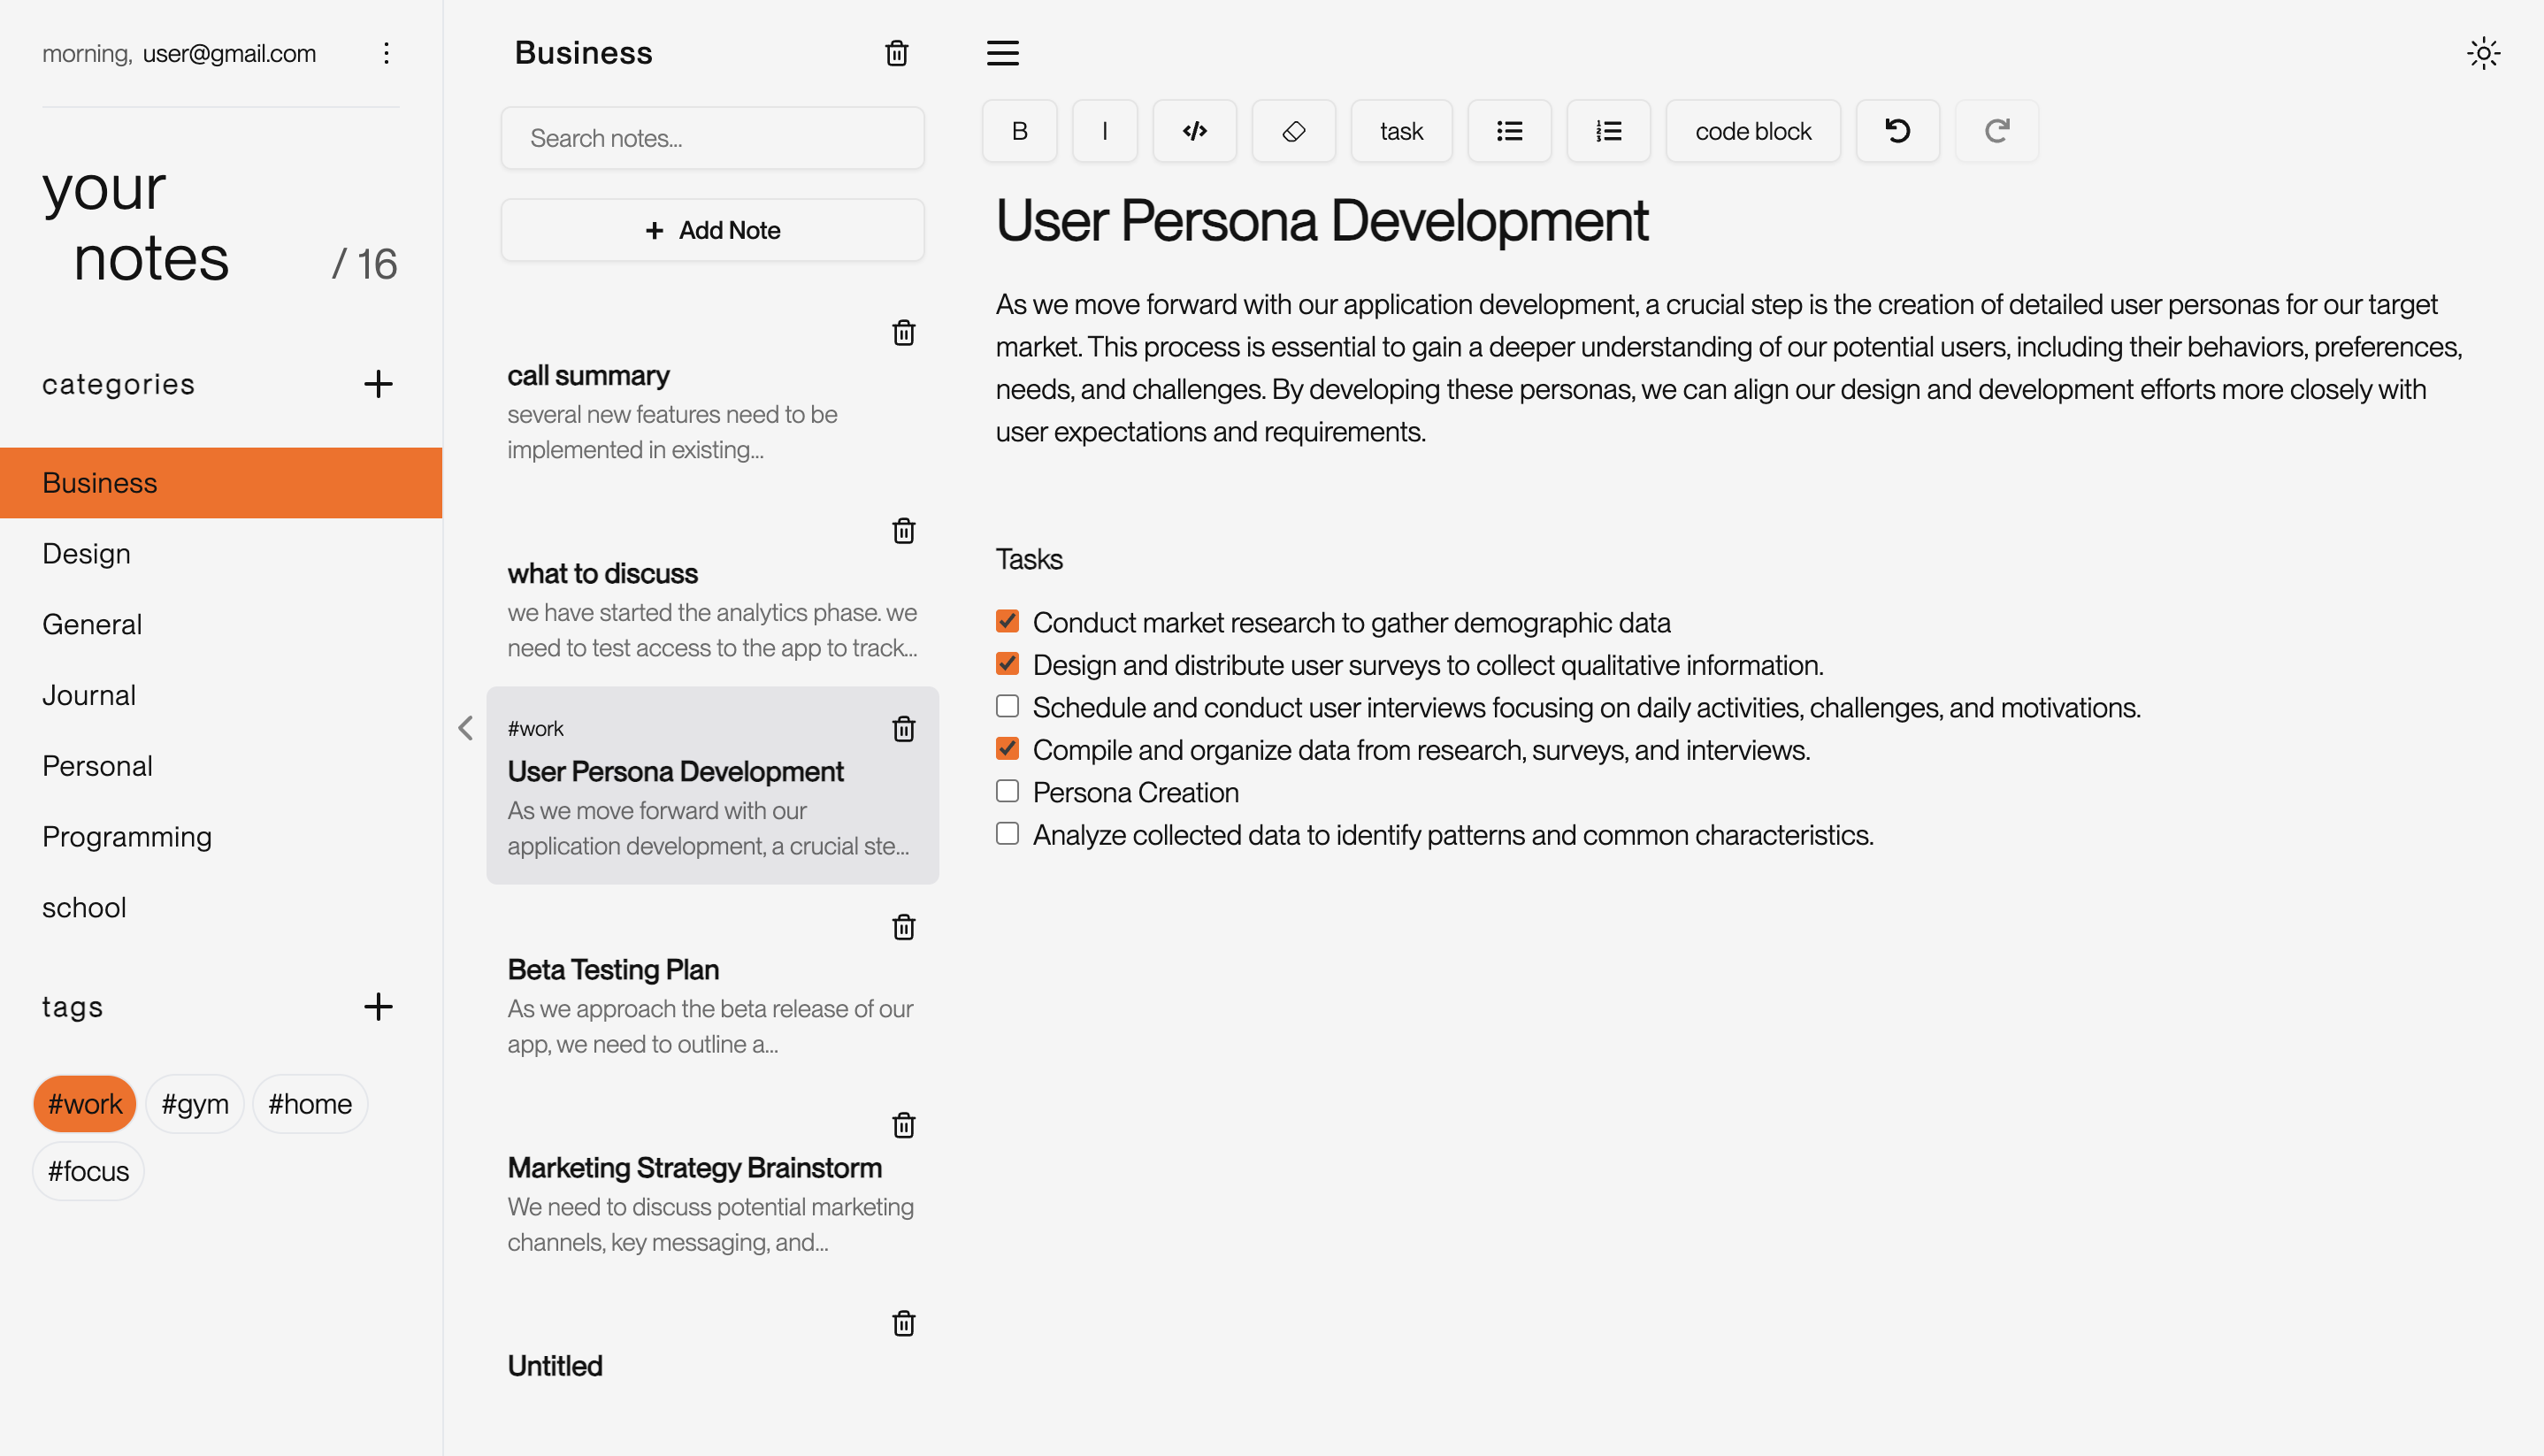 morning, user@gmail.com
your
notes
/ 16
categories
Business
Design
General
Journal
Personal
Programming
school
tags
#work #gym #home
#focus
Business
Search notes...
+ Add Note
call summary
several new features need to be
implemented in existing...
what to discuss
we have started the analytics phase. we
need to test access to the app to track...
#work
User Persona Development
As we move forward with our
application development, a crucial ste...
Beta Testing Plan
As we approach the beta release of our
app, we need to outline a...
Marketing Strategy Brainstorm
We need to discuss potential marketing
channels, key messaging, and...
Untitled
B I </> task code block
User Persona Development
As we move forward with our application development, a crucial step is the creation of detailed user personas for our target
market. This process is essential to gain a deeper understanding of our potential users, including their behaviors, preferences,
needs, and challenges. By developing these personas, we can align our design and development efforts more closely with
user expectations and requirements.
Tasks
Conduct market research to gather demographic data
Design and distribute user surveys to collect qualitative information.
Schedule and conduct user interviews focusing on daily activities, challenges, and motivations.
Compile and organize data from research, surveys, and interviews.
Persona Creation
Analyze collected data to identify patterns and common characteristics.